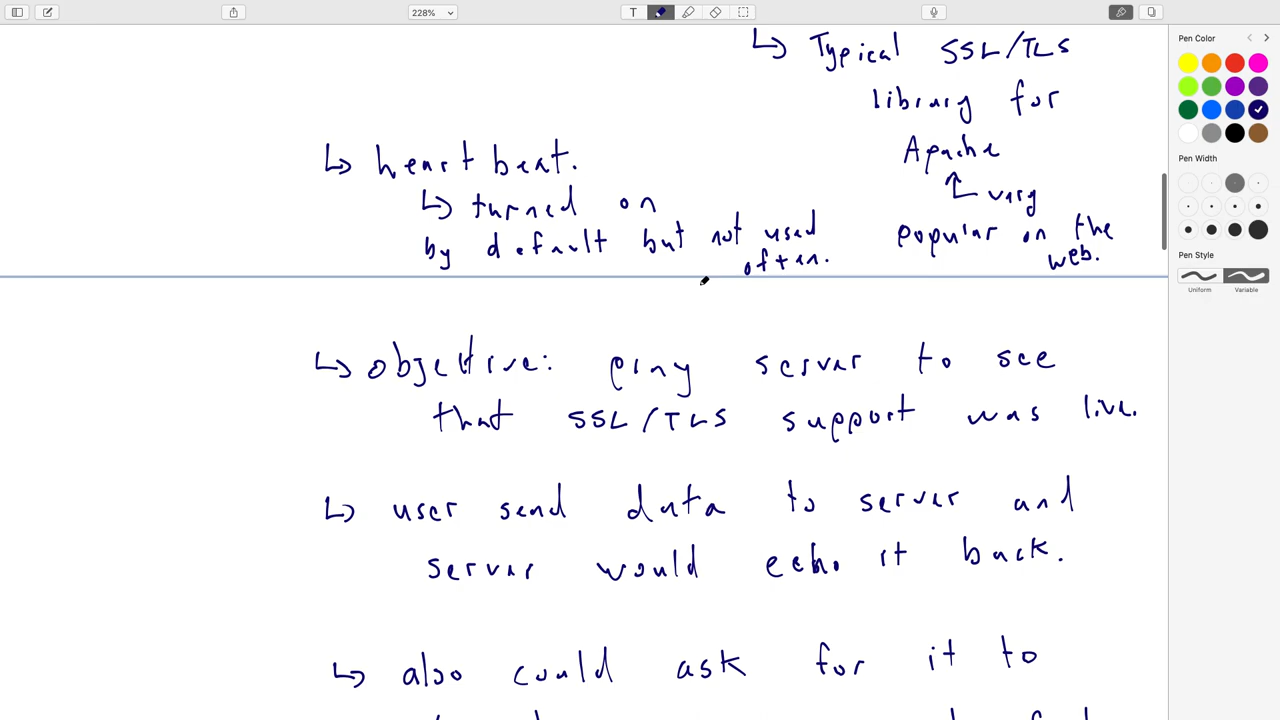 228%
T
Pen Color
↳ Typical SSL/TLS
library for
Apache
↑ very
popular on the
web.
↳ heart beat.
↳ turned on
by default but not used
often.
↳ objective: ping server to see
that SSL/TLS support was live.
↳ user send data to server and
server would echo it back.
↳ also could ask for it to
Pen Width
Pen Style
Uniform
Variable